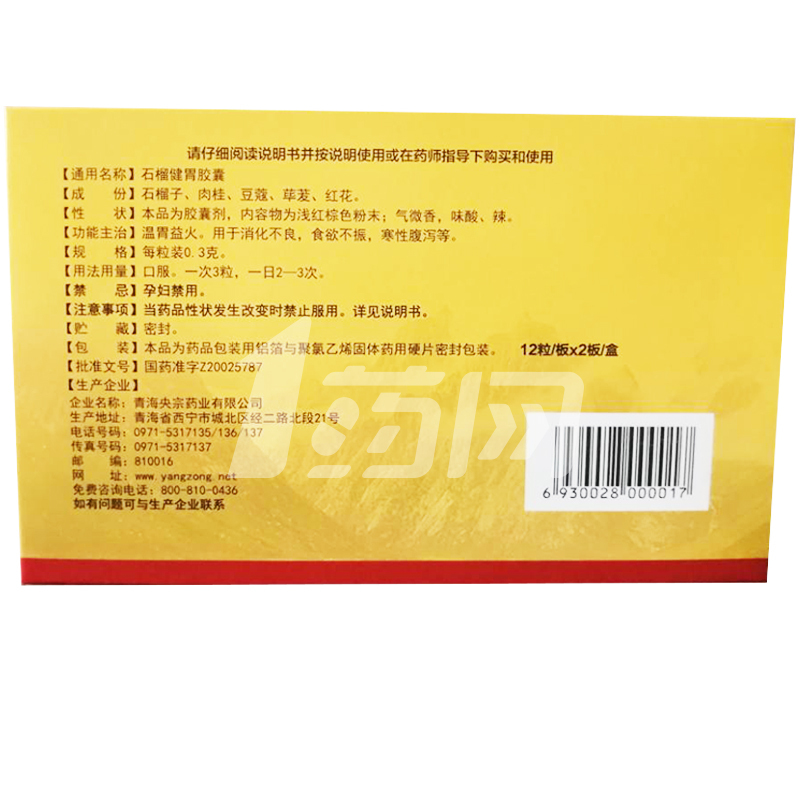 请仔细阅读说明书并按说明使用或在药师指导下购买和使用
【通用名称】石榴健胃胶囊
【成 份】石榴子、肉桂、豆蔻、荜茇、红花。
【性 状】本品为胶囊剂，内容物为浅红棕色粉末；气微香，味酸、辣。
【功能主治】温胃益火。用于消化不良，食欲不振，寒性腹泻等。
【规 格】每粒装0.3克。
【用法用量】口服。一次3粒，一日2—3次。
【禁 忌】孕妇禁用。
【注意事项】当药品性状发生改变时禁止服用。详见说明书。
【贮 藏】密封。
【包 装】本品为药品包装用铝箔与聚氯乙烯固体药用硬片密封包装。 12粒/板x2板/盒
【批准文号】国药准字Z20025787
【生产企业】
企业名称：青海央宗药业有限公司
生产地址：青海省西宁市城北区经二路北段21号
电话号码：0971-5317135/136/137
传真号码：0971-5317137
邮 编：810016
网 址：www.yangzong.net
免费咨询电话：800-810-0436
如有问题可与生产企业联系
6 930028 000017
1药网